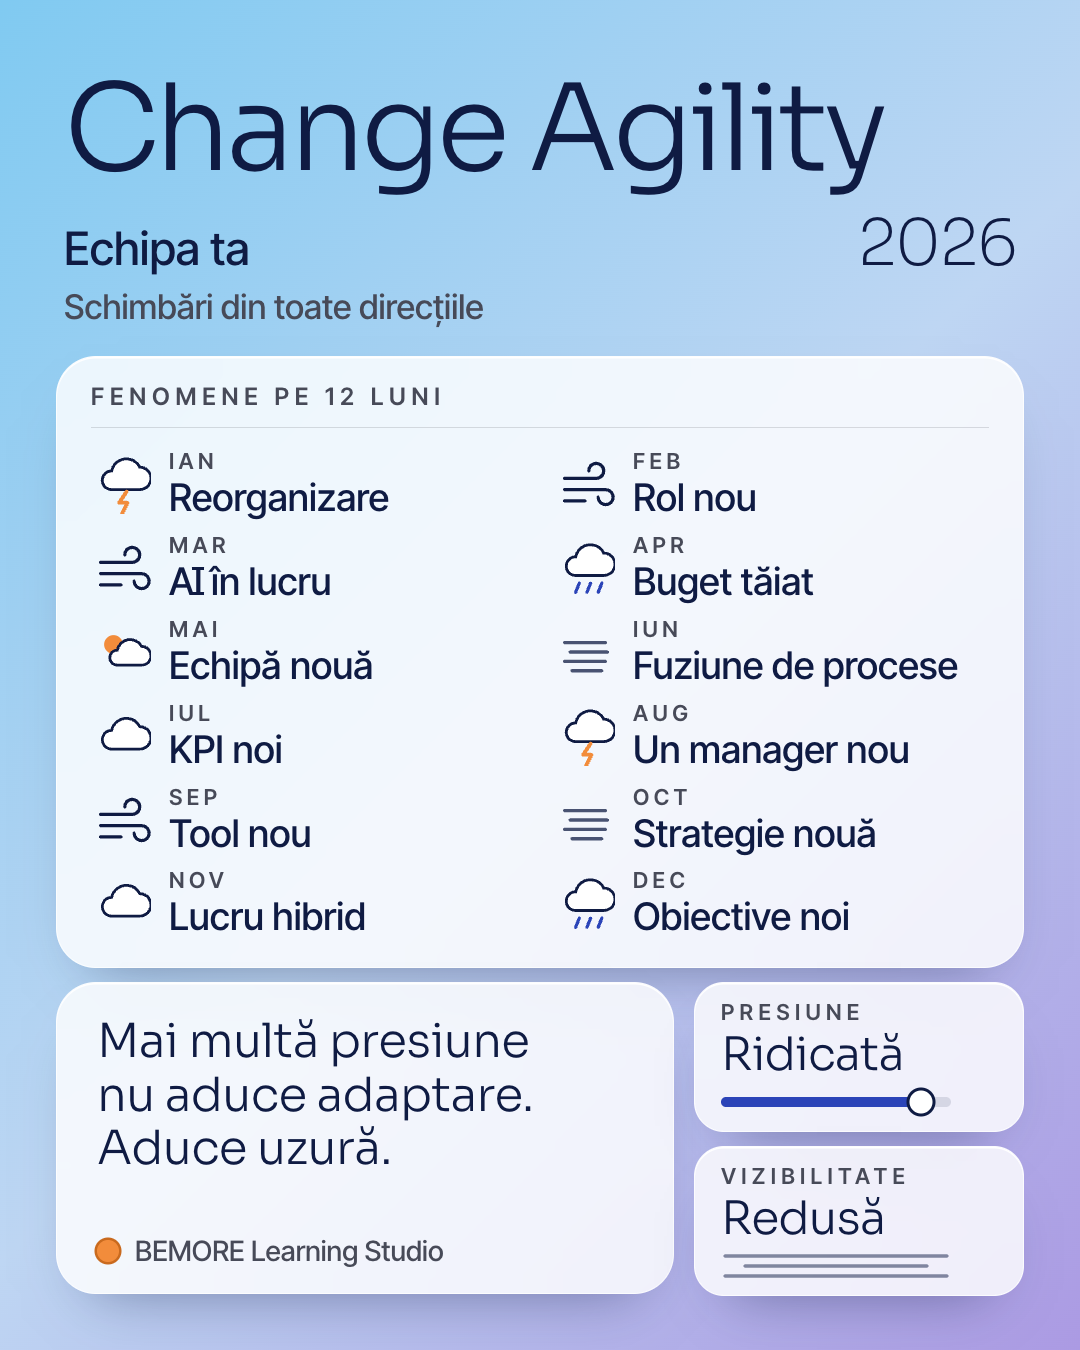 Change Agility
Echipa ta
2026
Schimbări din toate direcțiile
FENOMENE PE 12 LUNI
IAN
Reorganizare
FEB
Rol nou
MAR
AI în lucru
APR
Buget tăiat
MAI
Echipă nouă
IUN
Fuziune de procese
IUL
KPI noi
AUG
Un manager nou
SEP
Tool nou
OCT
Strategie nouă
NOV
Lucru hibrid
DEC
Obiective noi
Mai multă presiune
nu aduce adaptare.
Aduce uzură.
BEMORE Learning Studio
PRESIUNE
Ridicată
VIZIBILITATE
Redusă